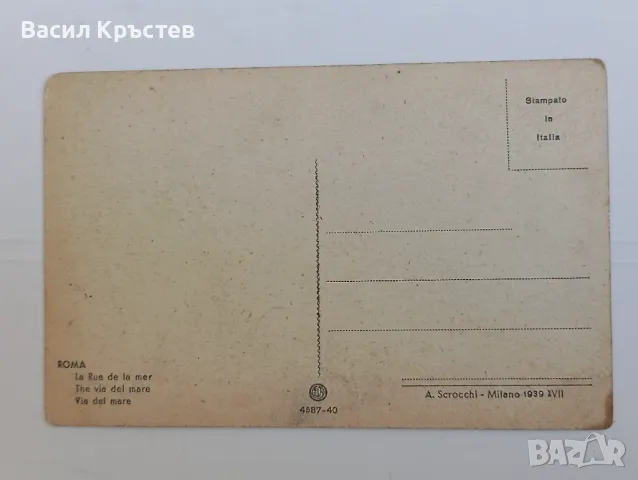 Васил Кръстев
Stampato
in
Italia
ROMA
La Rue de la mer
The via del mare
Via del mare
4587-40
A. Scrocchi - Milano 1939 XVII
BAZAR